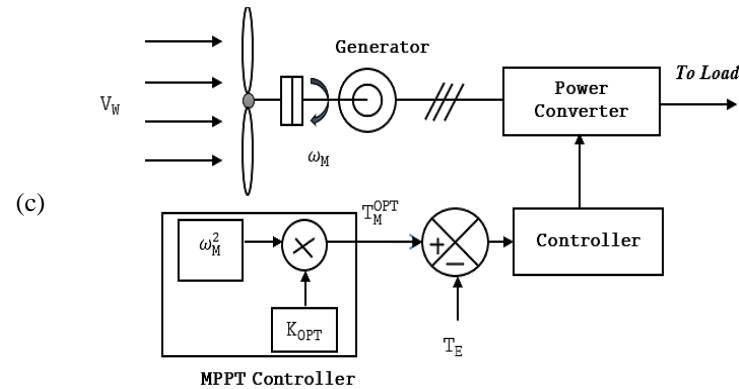 Generator
Power
Converter
To Load
V_W
ω_M
(c)
T_M^OPT
ω_M^2
×
+
−
Controller
K_OPT
T_E
MPPT Controller